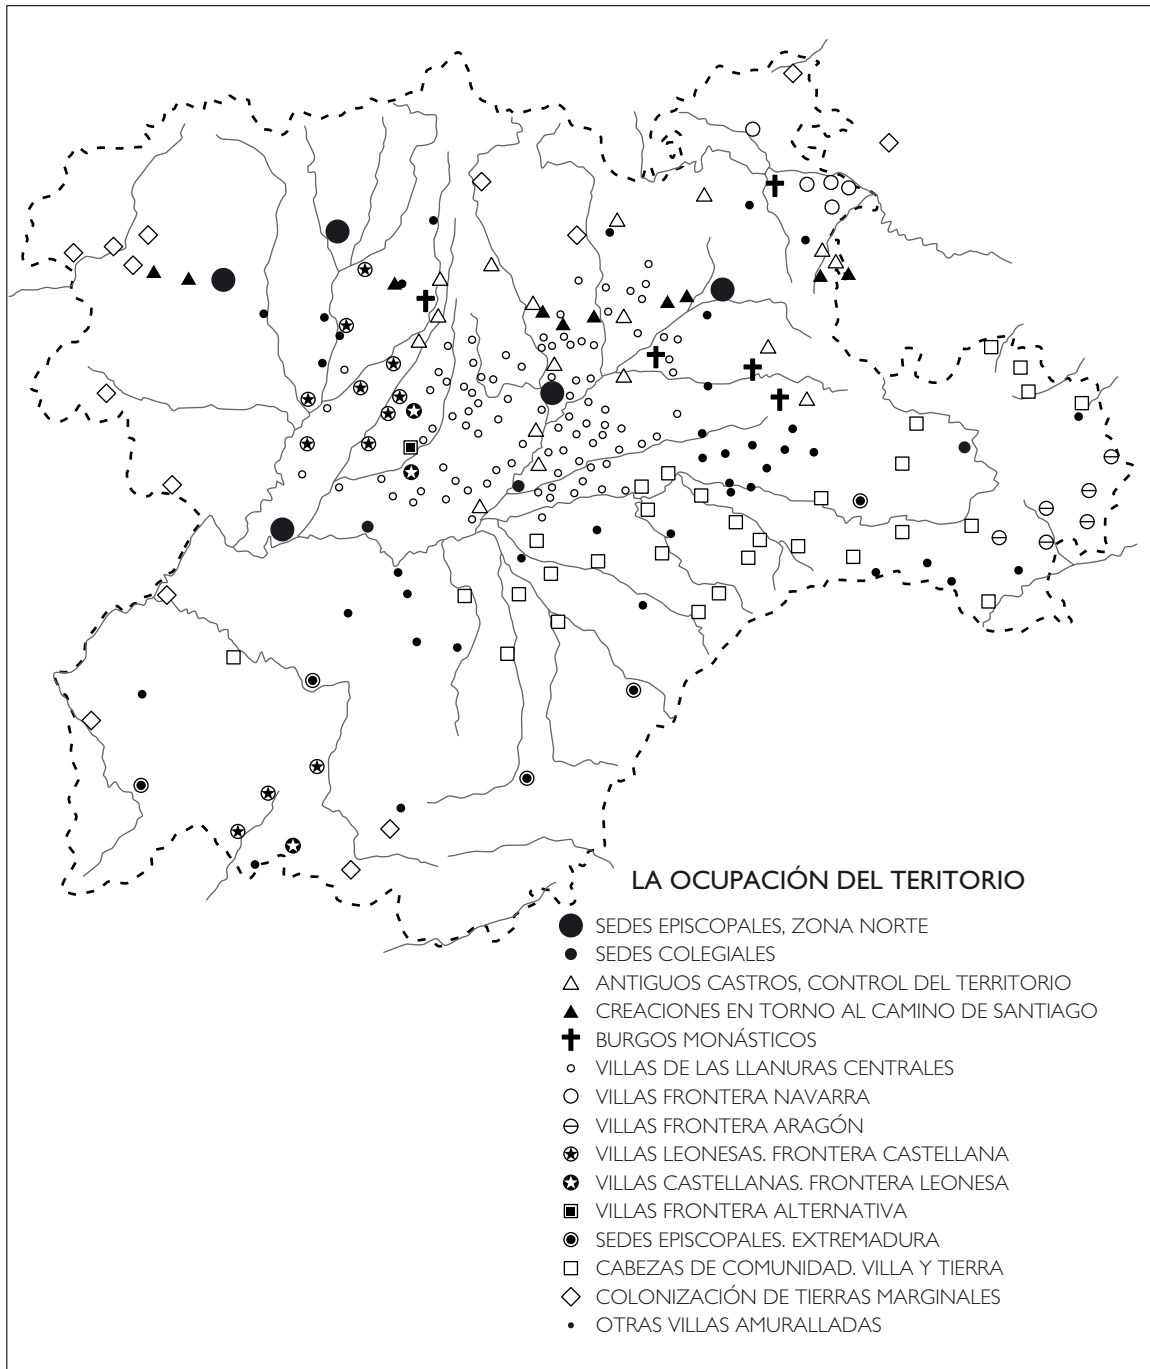 LA OCUPACIÓN DEL TERITORIO
SEDES EPISCOPALES, ZONA NORTE
SEDES COLEGIALES
ANTIGUOS CASTROS, CONTROL DEL TERRITORIO
CREACIONES EN TORNO AL CAMINO DE SANTIAGO
BURGOS MONÁSTICOS
VILLAS DE LAS LLANURAS CENTRALES
VILLAS FRONTERA NAVARRA
VILLAS FRONTERA ARAGÓN
VILLAS LEONESAS. FRONTERA CASTELLANA
VILLAS CASTELLANAS. FRONTERA LEONESA
VILLAS FRONTERA ALTERNATIVA
SEDES EPISCOPALES. EXTREMADURA
CABEZAS DE COMUNIDAD. VILLA Y TIERRA
COLONIZACIÓN DE TIERRAS MARGINALES
OTRAS VILLAS AMURALLADAS